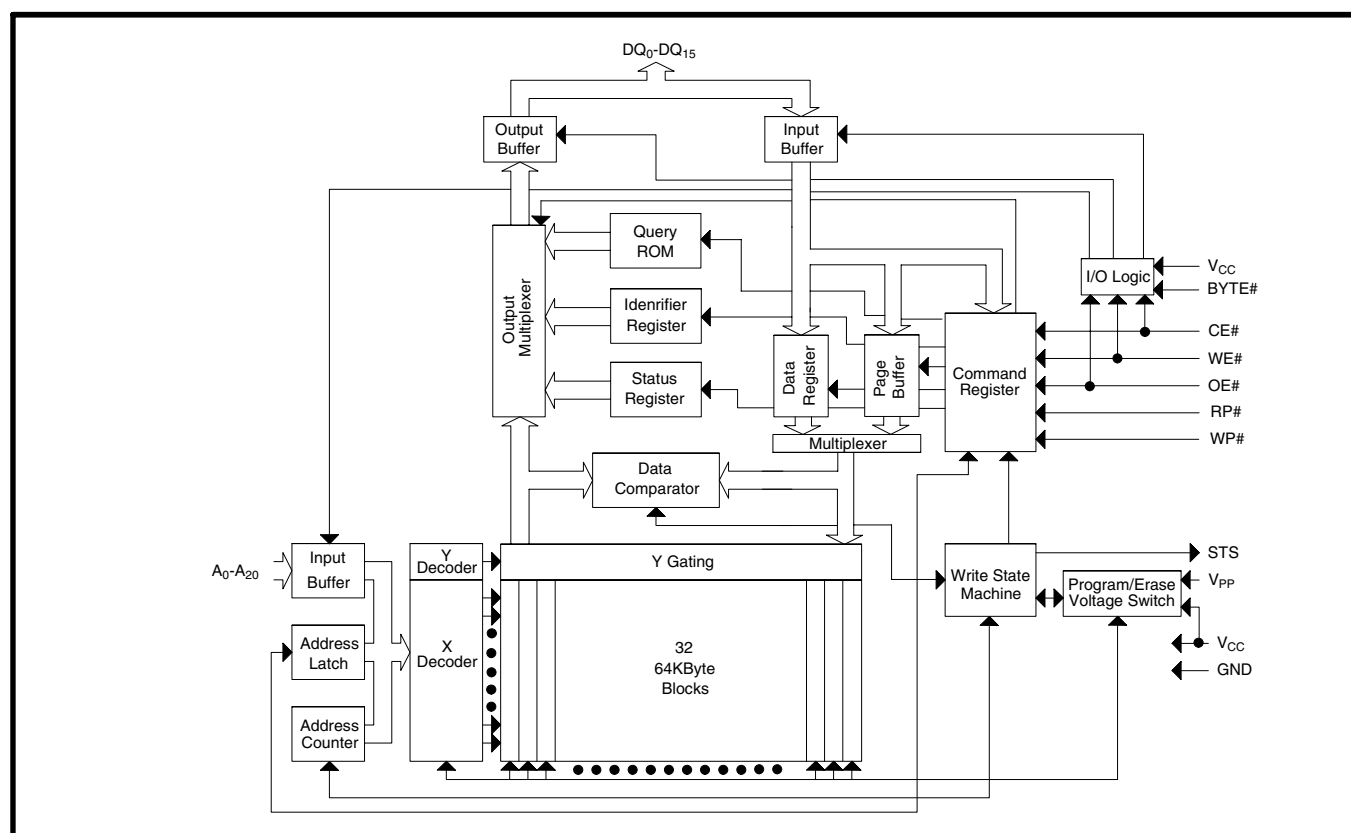 DQ0-DQ15
Output
Buffer
Input
Buffer
Output
Multiplexer
Query
ROM
Idenrifier
Register
Status
Register
Data
Register
Page
Buffer
Multiplexer
Command
Register
I/O Logic
VCC
BYTE#
CE#
WE#
OE#
RP#
WP#
Data
Comparator
A0-A20
Input
Buffer
Address
Latch
Address
Counter
Y
Decoder
X
Decoder
Y Gating
32
64KByte
Blocks
Write State
Machine
Program/Erase
Voltage Switch
STS
VPP
VCC
GND